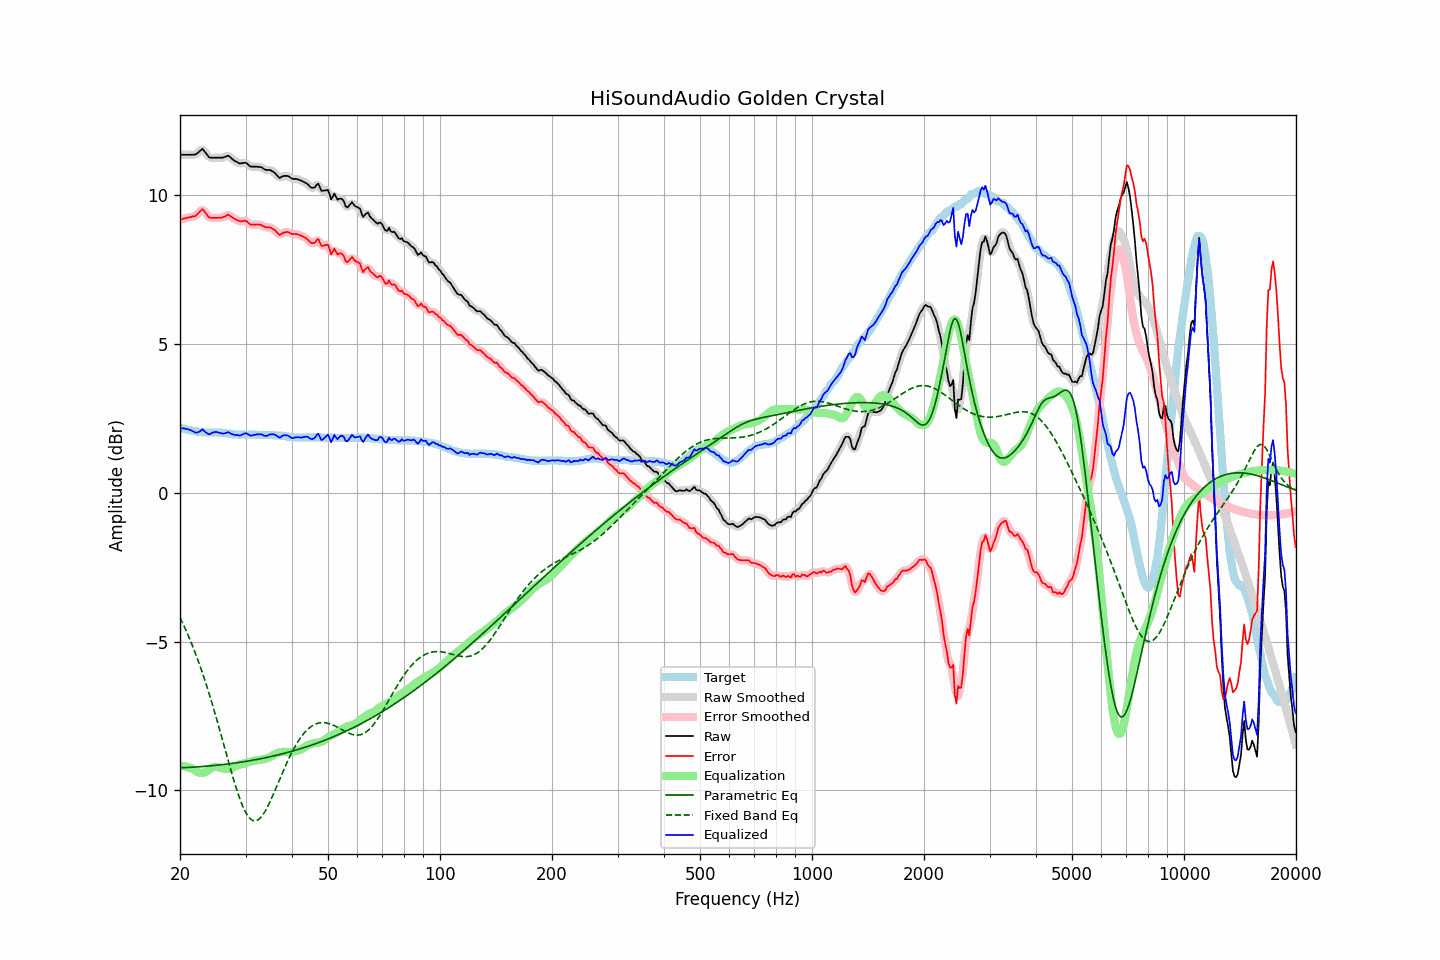 HiSoundAudio Golden Crystal
Amplitude (dBr)
10
5
0
−5
−10
Target
Raw Smoothed
Error Smoothed
Raw
Error
Equalization
Parametric Eq
Fixed Band Eq
Equalized
20 50 100 200 500 1000 2000 5000 10000 20000
Frequency (Hz)